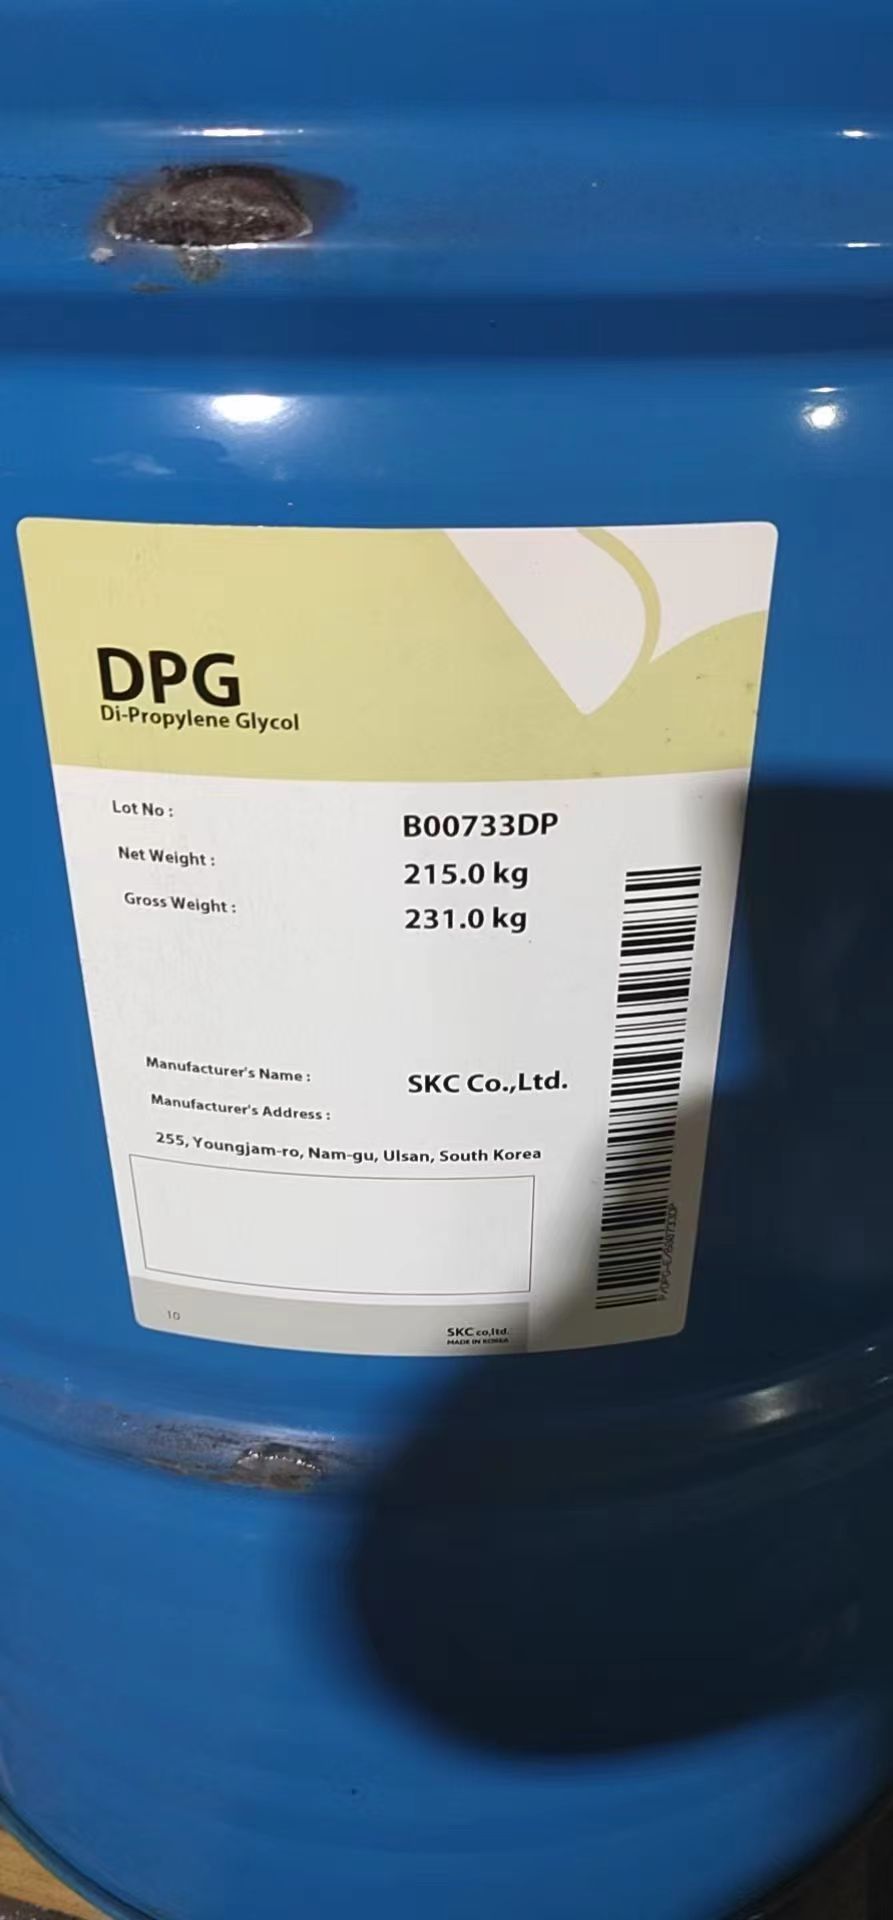 DPG
Di-Propylene Glycol
Lot No : B00733DP
Net Weight : 215.0 kg
Gross Weight : 231.0 kg
Manufacturer's Name : SKC Co.,Ltd.
Manufacturer's Address :
255, Youngjam-ro, Nam-gu, Ulsan, South Korea
10
SKC co,ltd.
MADE IN KOREA